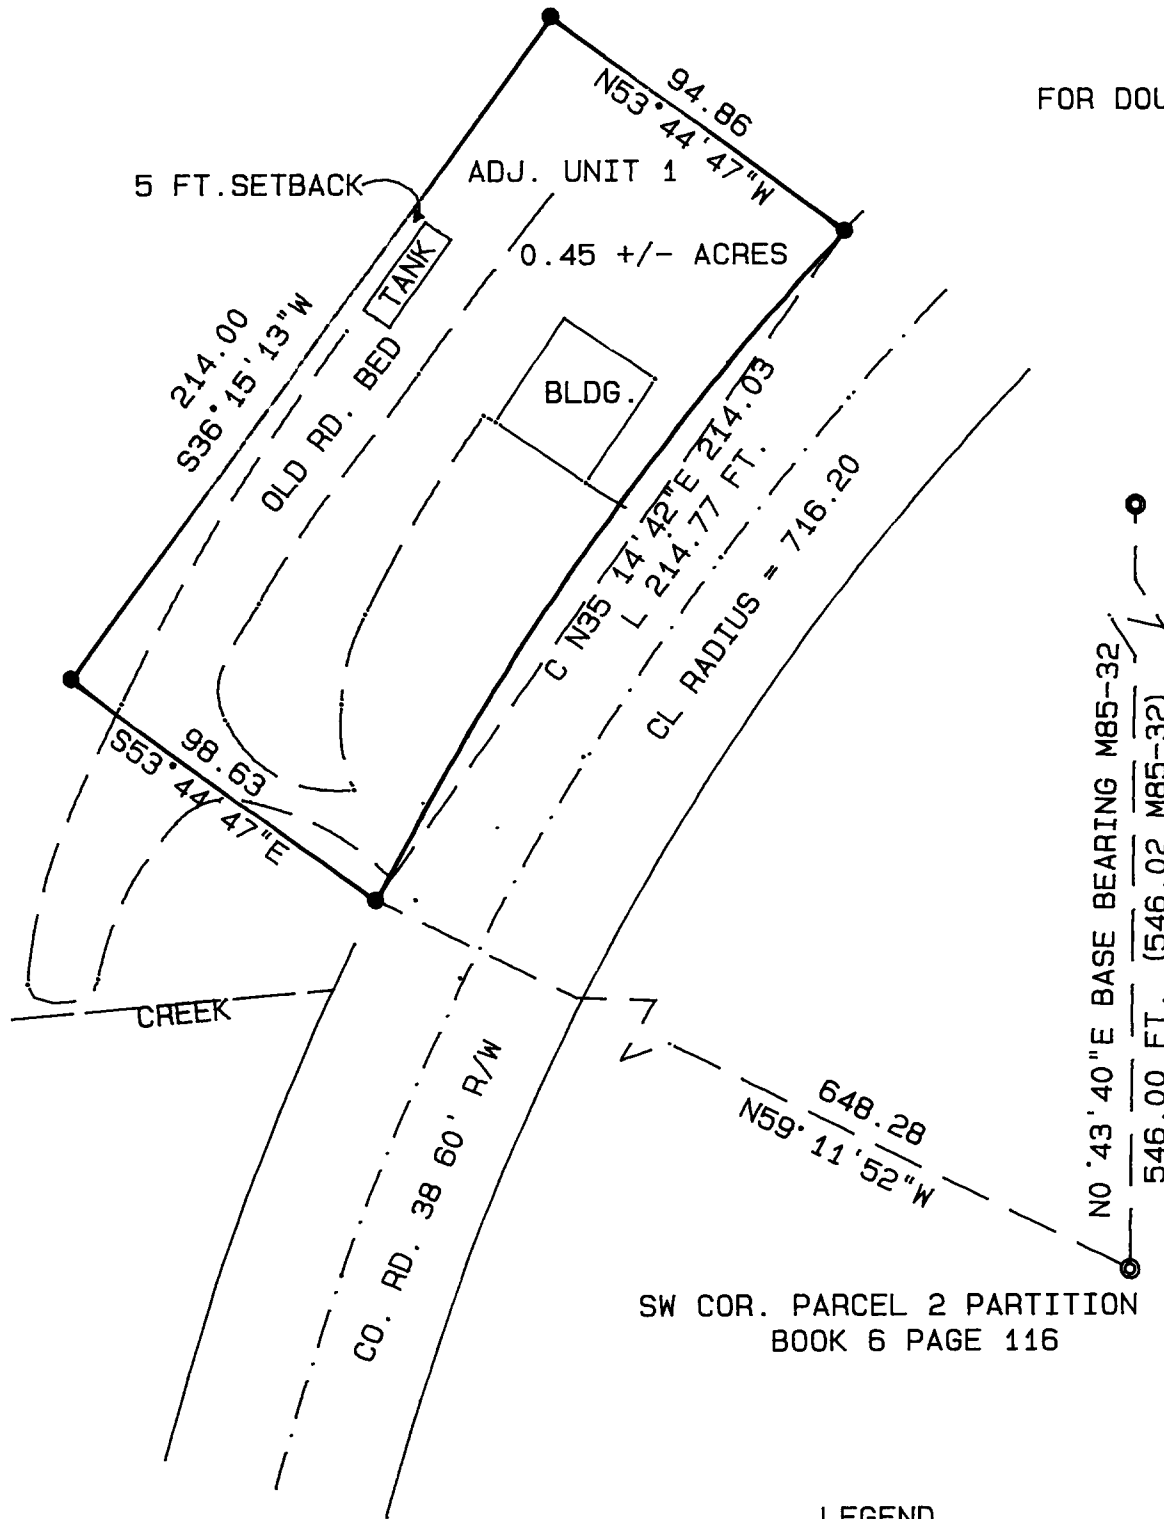 FOR DOU
94.86
N53°44'47"W
5 FT.SETBACK
ADJ. UNIT 1
0.45 +/- ACRES
TANK
214.00
S36°15'13"W
OLD RD. BED
BLDG.
C N35 14'42"E 214.03
L 214.77 FT.
CL RADIUS = 716.20
98.63
S53°44'47"E
CREEK
CO. RD. 38 60' R/W
648.28
N59°11'52"W
N0°43'40"E BASE BEARING M85-32
546.00 FT. (546.02 M85-32)
SW COR. PARCEL 2 PARTITION
BOOK 6 PAGE 116
LEGEND